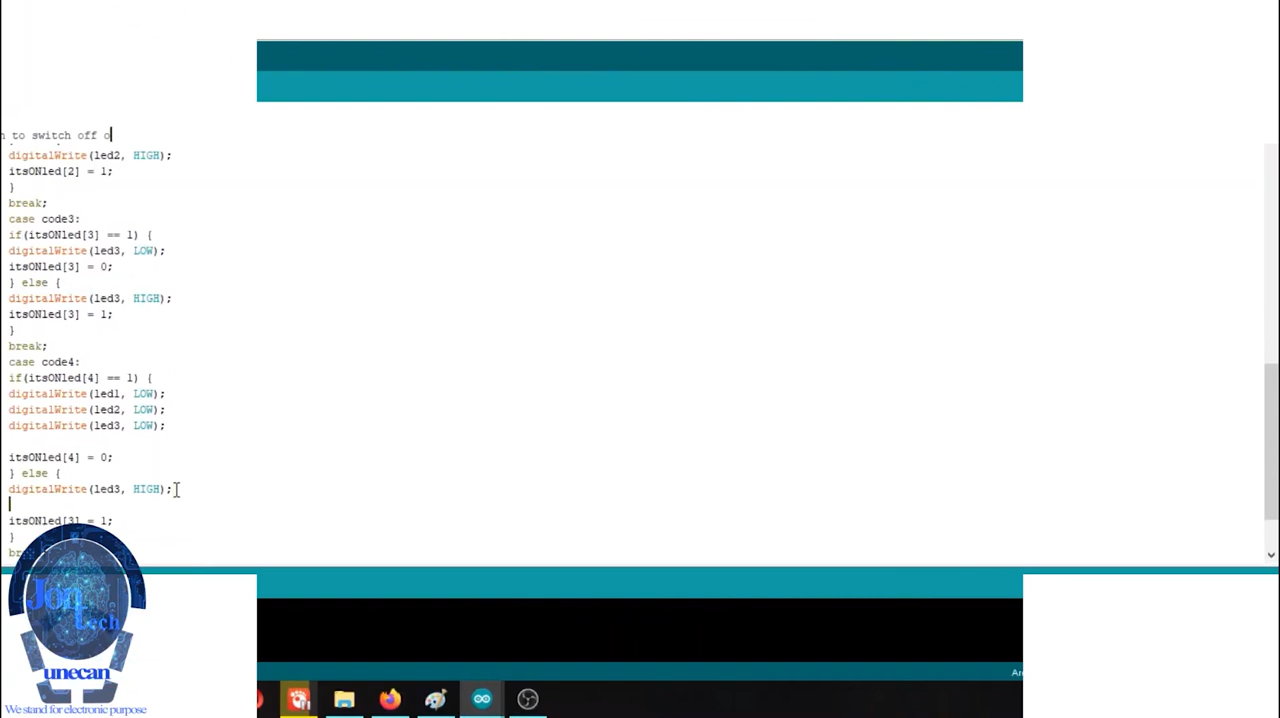 to switch off o
digitalWrite(led2, HIGH);
itsONled[2] = 1;
}
break;
case code3:
if(itsONled[3] == 1) {
digitalWrite(led3, LOW);
itsONled[3] = 0;
} else {
digitalWrite(led3, HIGH);
itsONled[3] = 1;
}
break;
case code4:
if(itsONled[4] == 1) {
digitalWrite(led1, LOW);
digitalWrite(led2, LOW);
digitalWrite(led3, LOW);
itsONled[4] = 0;
} else {
digitalWrite(led3, HIGH);
itsONled[3] = 1;
}
unecan
We stand for electronic purpose